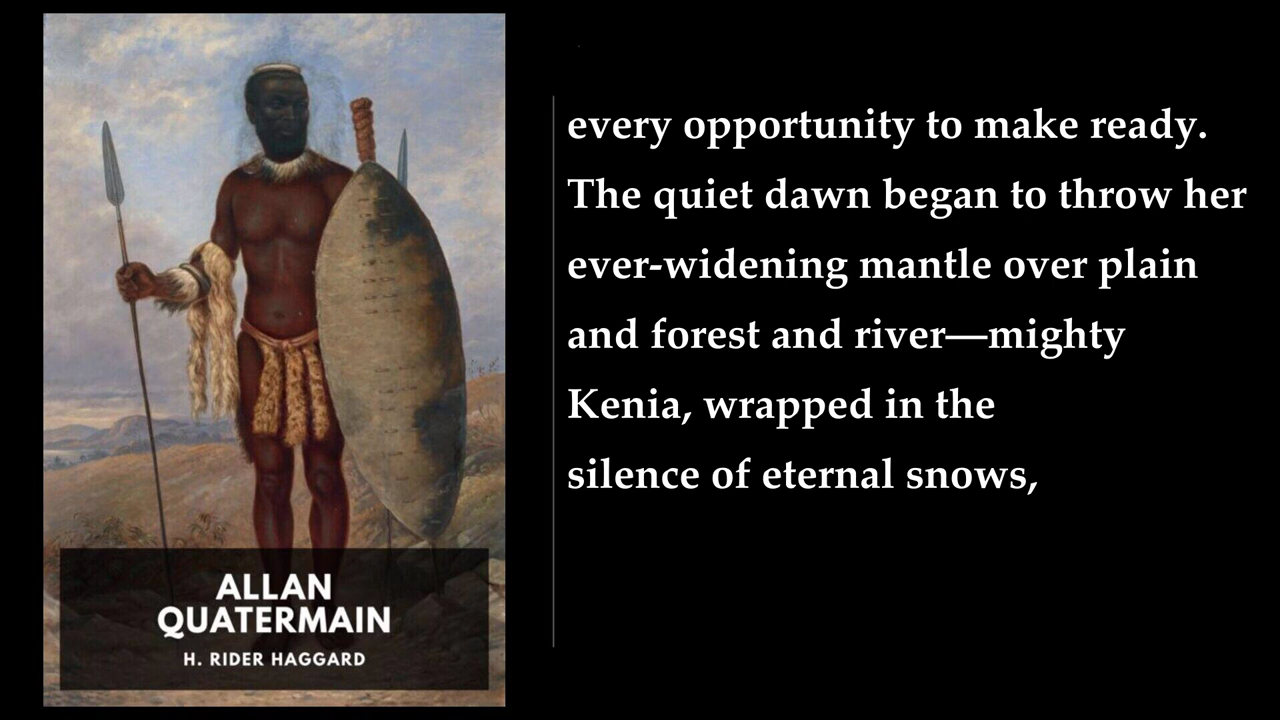 ALLAN
QUATERMAIN
H. RIDER HAGGARD
every opportunity to make ready.
The quiet dawn began to throw her
ever-widening mantle over plain
and forest and river—mighty
Kenia, wrapped in the
silence of eternal snows,